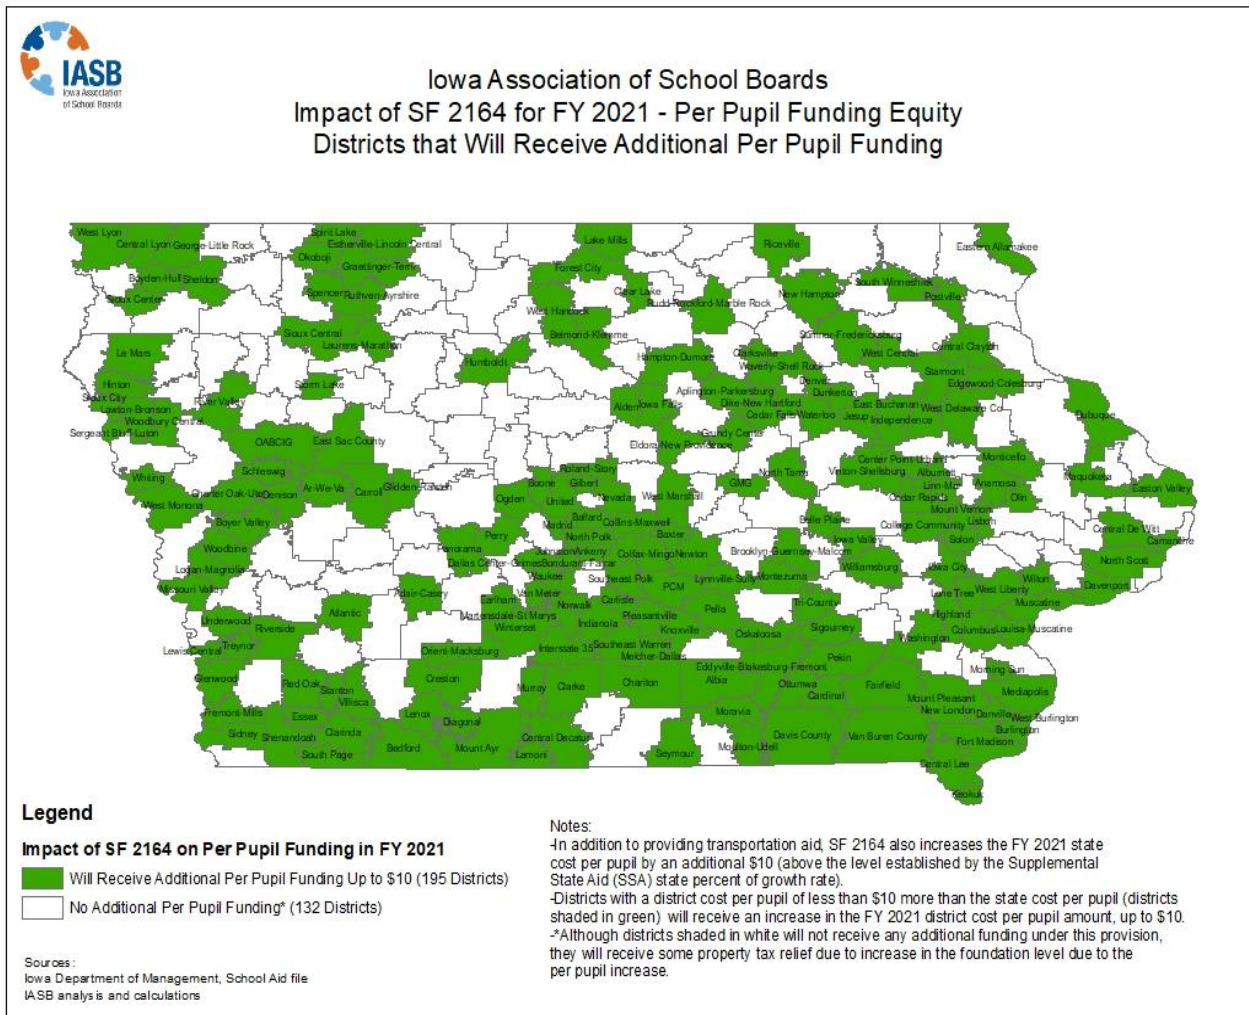 IASB
Iowa Association
of School Boards
Iowa Association of School Boards
Impact of SF 2164 for FY 2021 - Per Pupil Funding Equity
Districts that Will Receive Additional Per Pupil Funding
West Lyon
Central Lyon
George-Little Rock
Spirit Lake
Estherville-Lincoln Central
Okoboji
Graettinger-Terril
Lake Mills
Riceville
Eastern Allamakee
Boyden-Hull
Sheldon
Sioux Center
Spencer
Ruthven-Ayrshire
Forest City
Clear Lake
Rudd-Rockford-Marble Rock
New Hampton
South Winneshiek
Postville
West Hancock
Sioux Central
Laurens-Marathon
Belmond-Klemme
Sumner-Fredericksburg
West Central
Central Clayton
Le Mars
Humboldt
Hampton-Dumore
Clarksville
Waverly-Shell Rock
Starmont
Edgewood-Colesburg
Hinton
Sioux City
Storm Lake
River Valley
Aplington-Parkersburg
Denver
Dunkerton
Lawton-Bronson
Woodbury Central
Sergeant Bluff-Luton
Alden
Iowa Falls
Dike-New Hartford
Cedar Falls
Waterloo
East Buchanan
Jesup
Independence
West Delaware Co
Dubuque
OABCIG
East Sac County
Grundy Center
Eldora-New Providence
Schleswig
Whiting
Charter Oak-Ute
Denison
Ar-We-Va
Carroll
Glidden-Ralston
Roland-Story
Boone
Gilbert
North Tama
Center Point-Urbana
Vinton-Shellsburg
Alburnett
Monticello
Maquoketa
Easton Valley
West Monona
Boyer Valley
Ogden
United
Nevada
West Marshall
GMG
Linn-Mar
Anamosa
Olin
Cedar Rapids
Mount Vernon
Lisbon
Woodbine
Perry
Panorama
Madrid
Ballard
Collins-Maxwell
North Polk
Baxter
Belle Plaine
College Community
Solon
Central De Witt
Camanche
Logan-Magnolia
Missouri Valley
Dallas Center-Grimes
Johnston
Ankeny
Bondurant-Farrar
Colfax-Mingo
Newton
Brooklyn-Guernsey-Malcom
Iowa Valley
Williamsburg
Iowa City
North Scott
Waukee
Southeast Polk
PCM
Lynnville-Sully
Montezuma
Lone Tree
West Liberty
Wilton
Davenport
Muscatine
Adair-Casey
Earlham
Van Meter
Norwalk
Carlisle
Pleasantville
Pella
Tri-County
Highland
Columbus
Louisa-Muscatine
Atlantic
Underwood
Riverside
Martensdale-St Marys
Winterset
Indianola
Knoxville
Oskaloosa
Sigourney
Washington
Lewis Central
Treynor
Orient-Macksburg
Interstate 35
Southeast Warren
Melcher-Dallas
Pekin
Morning Sun
Glenwood
Red Oak
Stanton
Creston
Murray
Clarke
Chariton
Eddyville-Blakesburg-Fremont
Albia
Ottumwa
Cardinal
Fairfield
Mount Pleasant
Mediapolis
Fremont-Mills
Villisca
Essex
Lenox
Diagonal
Moravia
New London
Danville
West Burlington
Burlington
Sidney
Shenandoah
Clarinda
South Page
Bedford
Mount Ayr
Central Decatur
Lamoni
Seymour
Moulton-Udell
Davis County
Van Buren County
Fort Madison
Central Lee
Keokuk
Legend
Impact of SF 2164 on Per Pupil Funding in FY 2021
Will Receive Additional Per Pupil Funding Up to $10 (195 Districts)
No Additional Per Pupil Funding* (132 Districts)
Sources:
Iowa Department of Management, School Aid file
IASB analysis and calculations
Notes:
-In addition to providing transportation aid, SF 2164 also increases the FY 2021 state
cost per pupil by an additional $10 (above the level established by the Supplemental
State Aid (SSA) state percent of growth rate).
-Districts with a district cost per pupil of less than $10 more than the state cost per pupil (districts
shaded in green) will receive an increase in the FY 2021 district cost per pupil amount, up to $10.
-*Although districts shaded in white will not receive any additional funding under this provision,
they will receive some property tax relief due to increase in the foundation level due to the
per pupil increase.